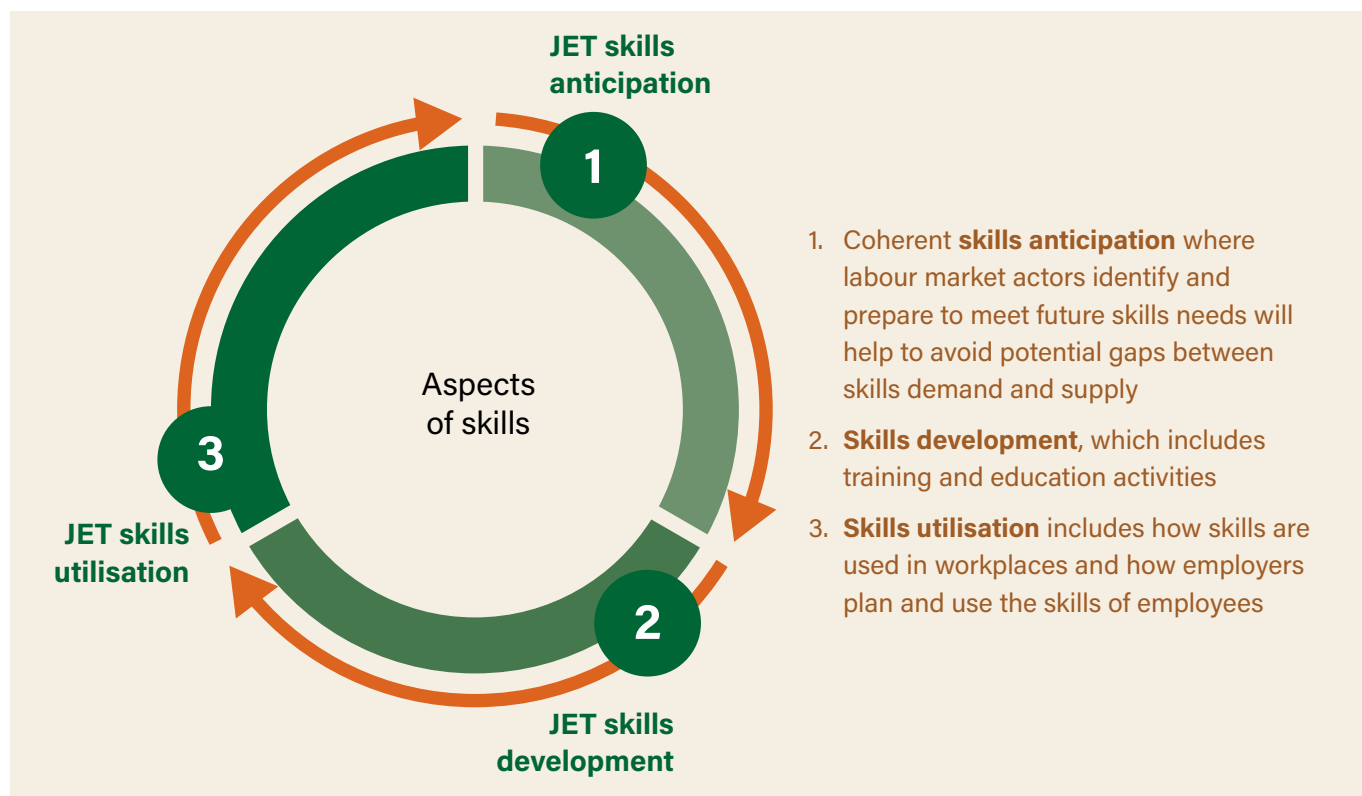 JET skills
anticipation
1
Aspects
of skills
3
JET skills
utilisation
2
JET skills
development
1. Coherent skills anticipation where
labour market actors identify and
prepare to meet future skills needs will
help to avoid potential gaps between
skills demand and supply
2. Skills development, which includes
training and education activities
3. Skills utilisation includes how skills are
used in workplaces and how employers
plan and use the skills of employees